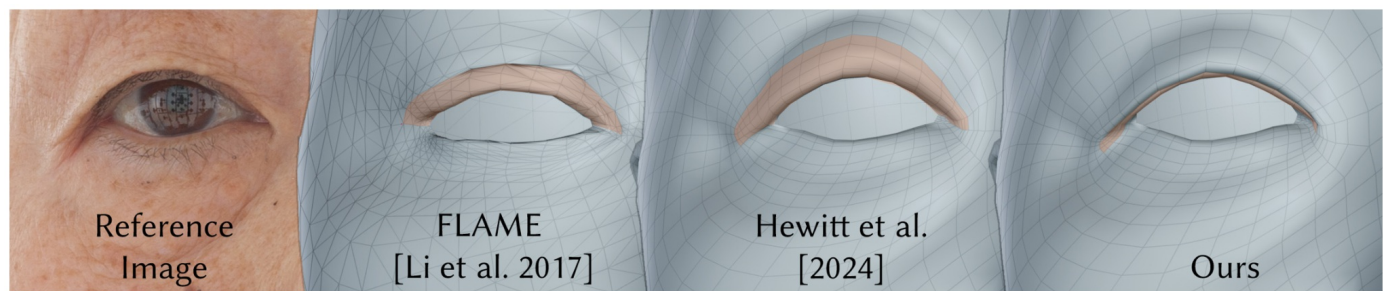 Reference
Image
FLAME
[Li et al. 2017]
Hewitt et al.
[2024]
Ours